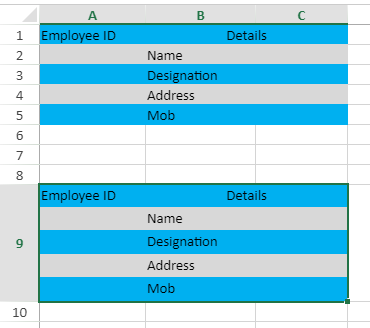 A B C
1 Employee ID Details
2 Name
3 Designation
4 Address
5 Mob
6
7
8
Employee ID Details
Name
9 Designation
Address
Mob
10